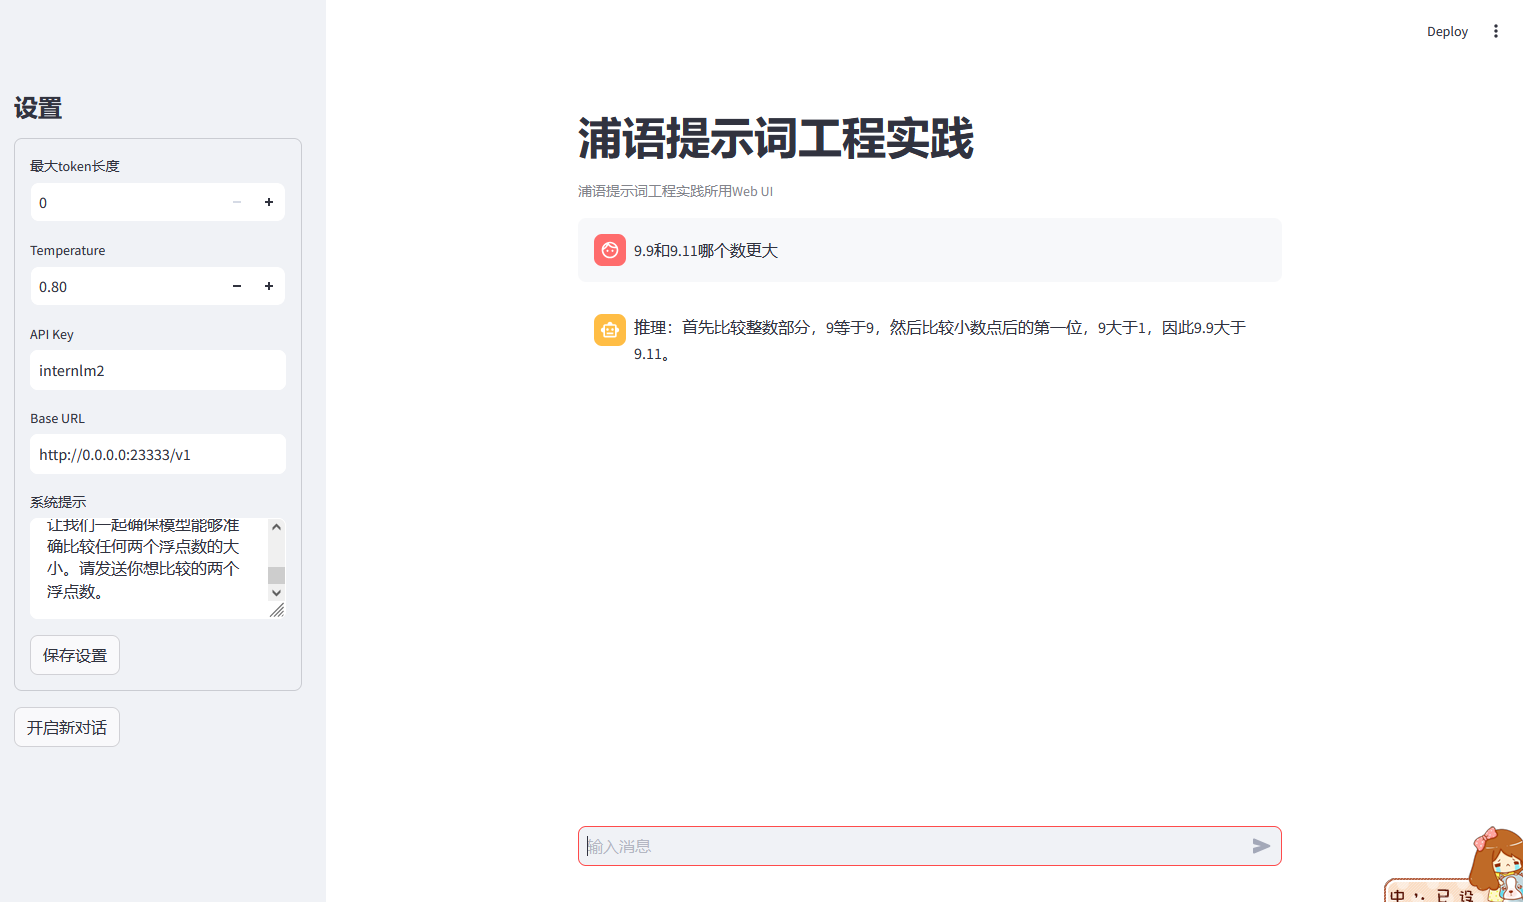 Deploy
设置
最大token长度
0
Temperature
0.80
API Key
internlm2
Base URL
http://0.0.0.0:23333/v1
系统提示
让我们一起确保模型能够准
确比较任何两个浮点数的大
小。请发送你想比较的两个
浮点数。
保存设置
开启新对话
浦语提示词工程实践
浦语提示词工程实践所用Web UI
9.9和9.11哪个数更大
推理：首先比较整数部分，9等于9，然后比较小数点后的第一位，9大于1，因此9.9大于
9.11。
输入消息
中 已 设